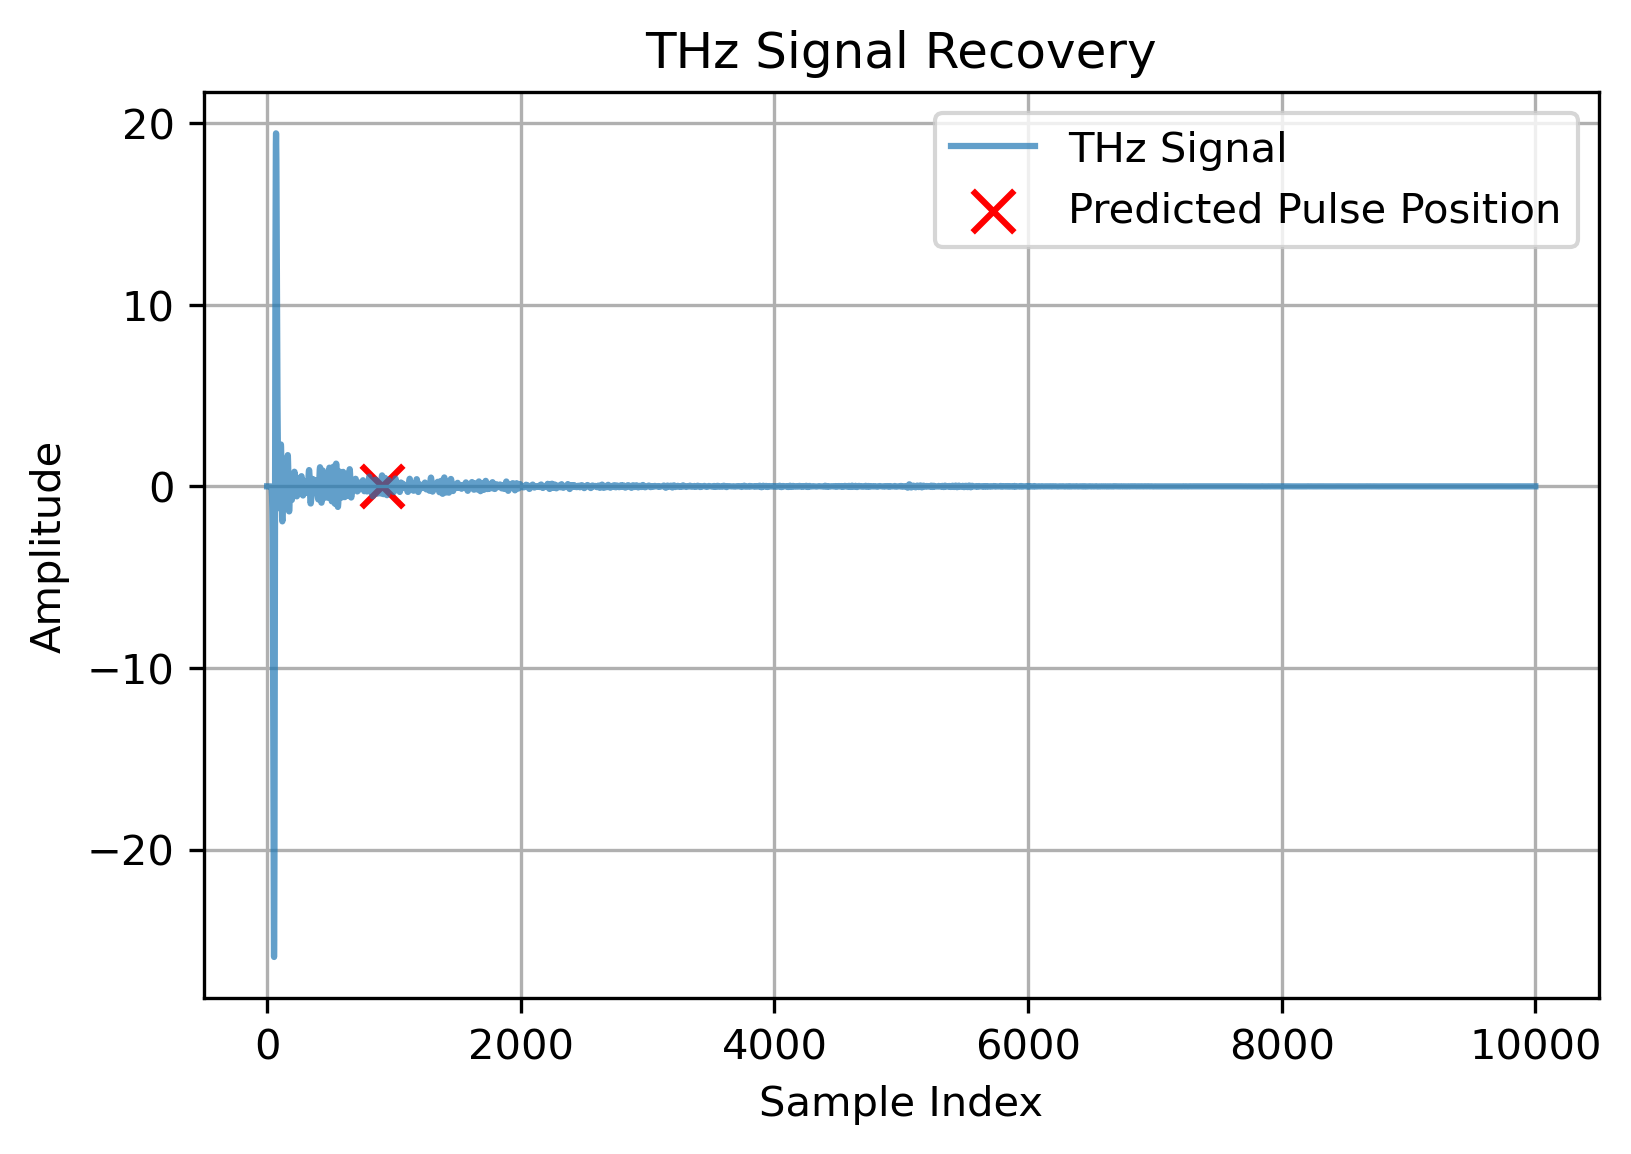 THz Signal Recovery
20
10
0
−10
−20
Amplitude
THz Signal
Predicted Pulse Position
0 2000 4000 6000 8000 10000
Sample Index